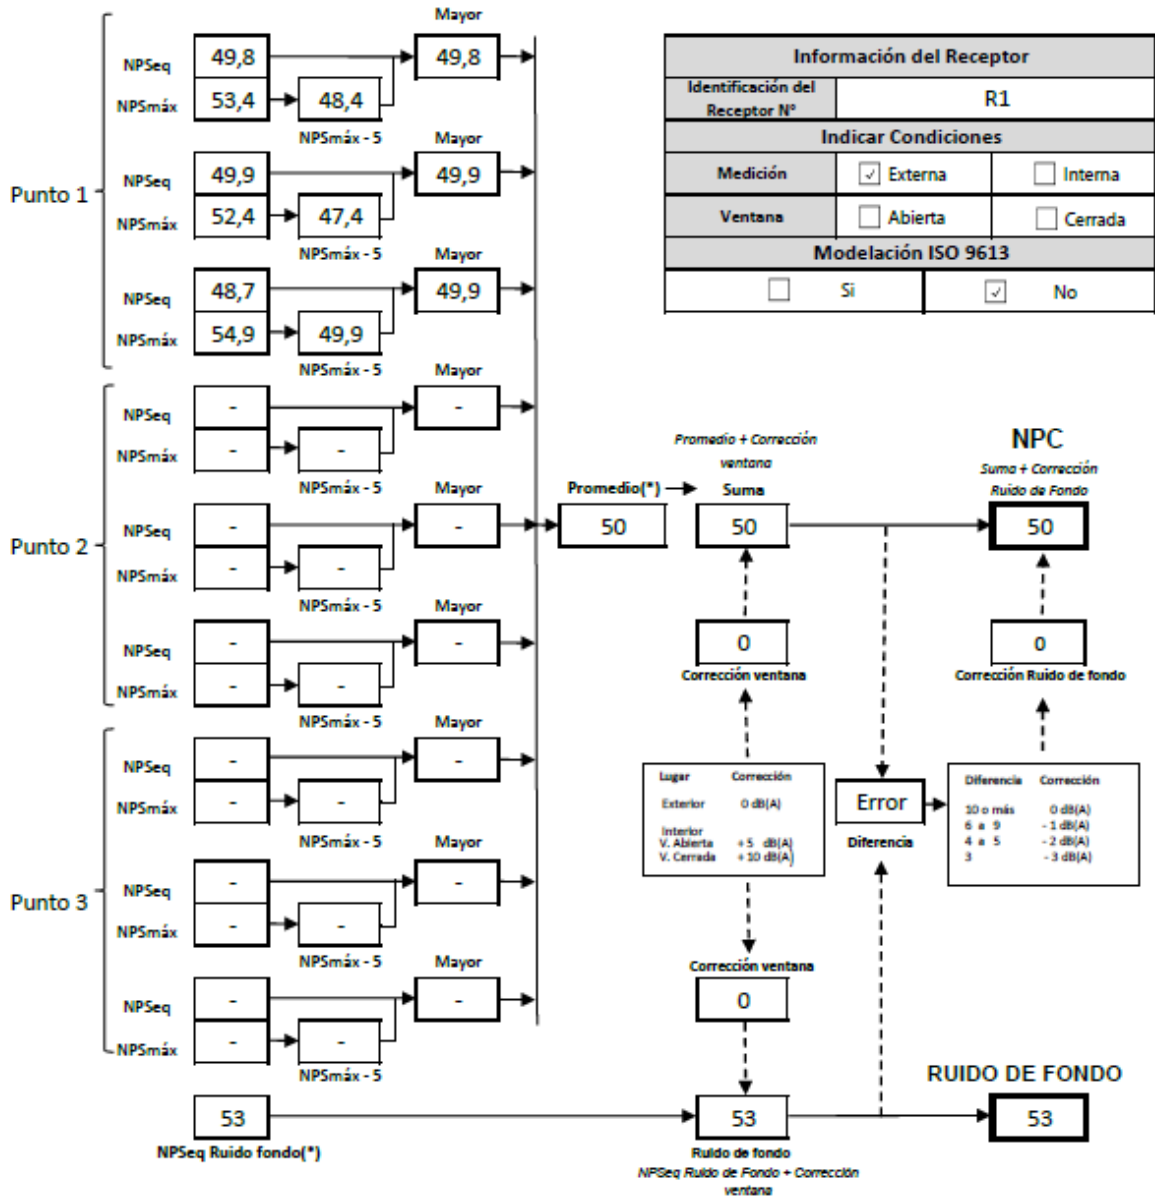 Mayor
NPSeq 49,8 49,8
NPSmáx 53,4 48,4
NPSmáx - 5
Mayor
Punto 1
NPSeq 49,9 49,9
NPSmáx 52,4 47,4
NPSmáx - 5
Mayor
NPSeq 48,7 49,9
NPSmáx 54,9 49,9
NPSmáx - 5
Información del Receptor
Identificación del
Receptor N° R1
Indicar Condiciones
Medición ✓ Externa Interna
Ventana Abierta Cerrada
Modelación ISO 9613
Si ✓ No
Mayor
NPSeq - -
NPSmáx - -
NPSmáx - 5
Mayor
Punto 2
NPSeq - -
NPSmáx - -
NPSmáx - 5
Mayor
NPSeq - -
NPSmáx - -
NPSmáx - 5
Promedio(*)
50
Promedio + Corrección
ventana
Suma
50
0
Corrección ventana
NPC
Suma + Corrección
Ruido de Fondo
50
0
Corrección Ruido de fondo
Mayor
NPSeq - -
NPSmáx - -
NPSmáx - 5
Mayor
Punto 3
NPSeq - -
NPSmáx - -
NPSmáx - 5
Mayor
NPSeq - -
NPSmáx - -
NPSmáx - 5
Lugar Corrección
Exterior 0 dB(A)
Interior
V. Abierta + 5 dB(A)
V. Cerrada + 10 dB(A)
Error
Diferencia
Diferencia Corrección
10 o más 0 dB(A)
6 a 9 - 1 dB(A)
4 a 5 - 2 dB(A)
3 - 3 dB(A)
Corrección ventana
0
RUIDO DE FONDO
53 53 53
NPSeq Ruido fondo(*) Ruido de fondo
NPSeq Ruido de Fondo + Corrección
ventana